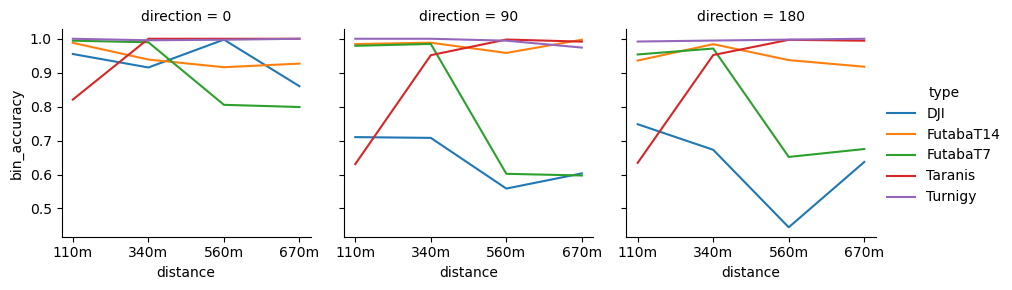 direction = 0
direction = 90
direction = 180
bin_accuracy
1.0
0.9
0.8
0.7
0.6
0.5
110m 340m 560m 670m
110m 340m 560m 670m
110m 340m 560m 670m
distance
distance
distance
type
DJI
FutabaT14
FutabaT7
Taranis
Turnigy